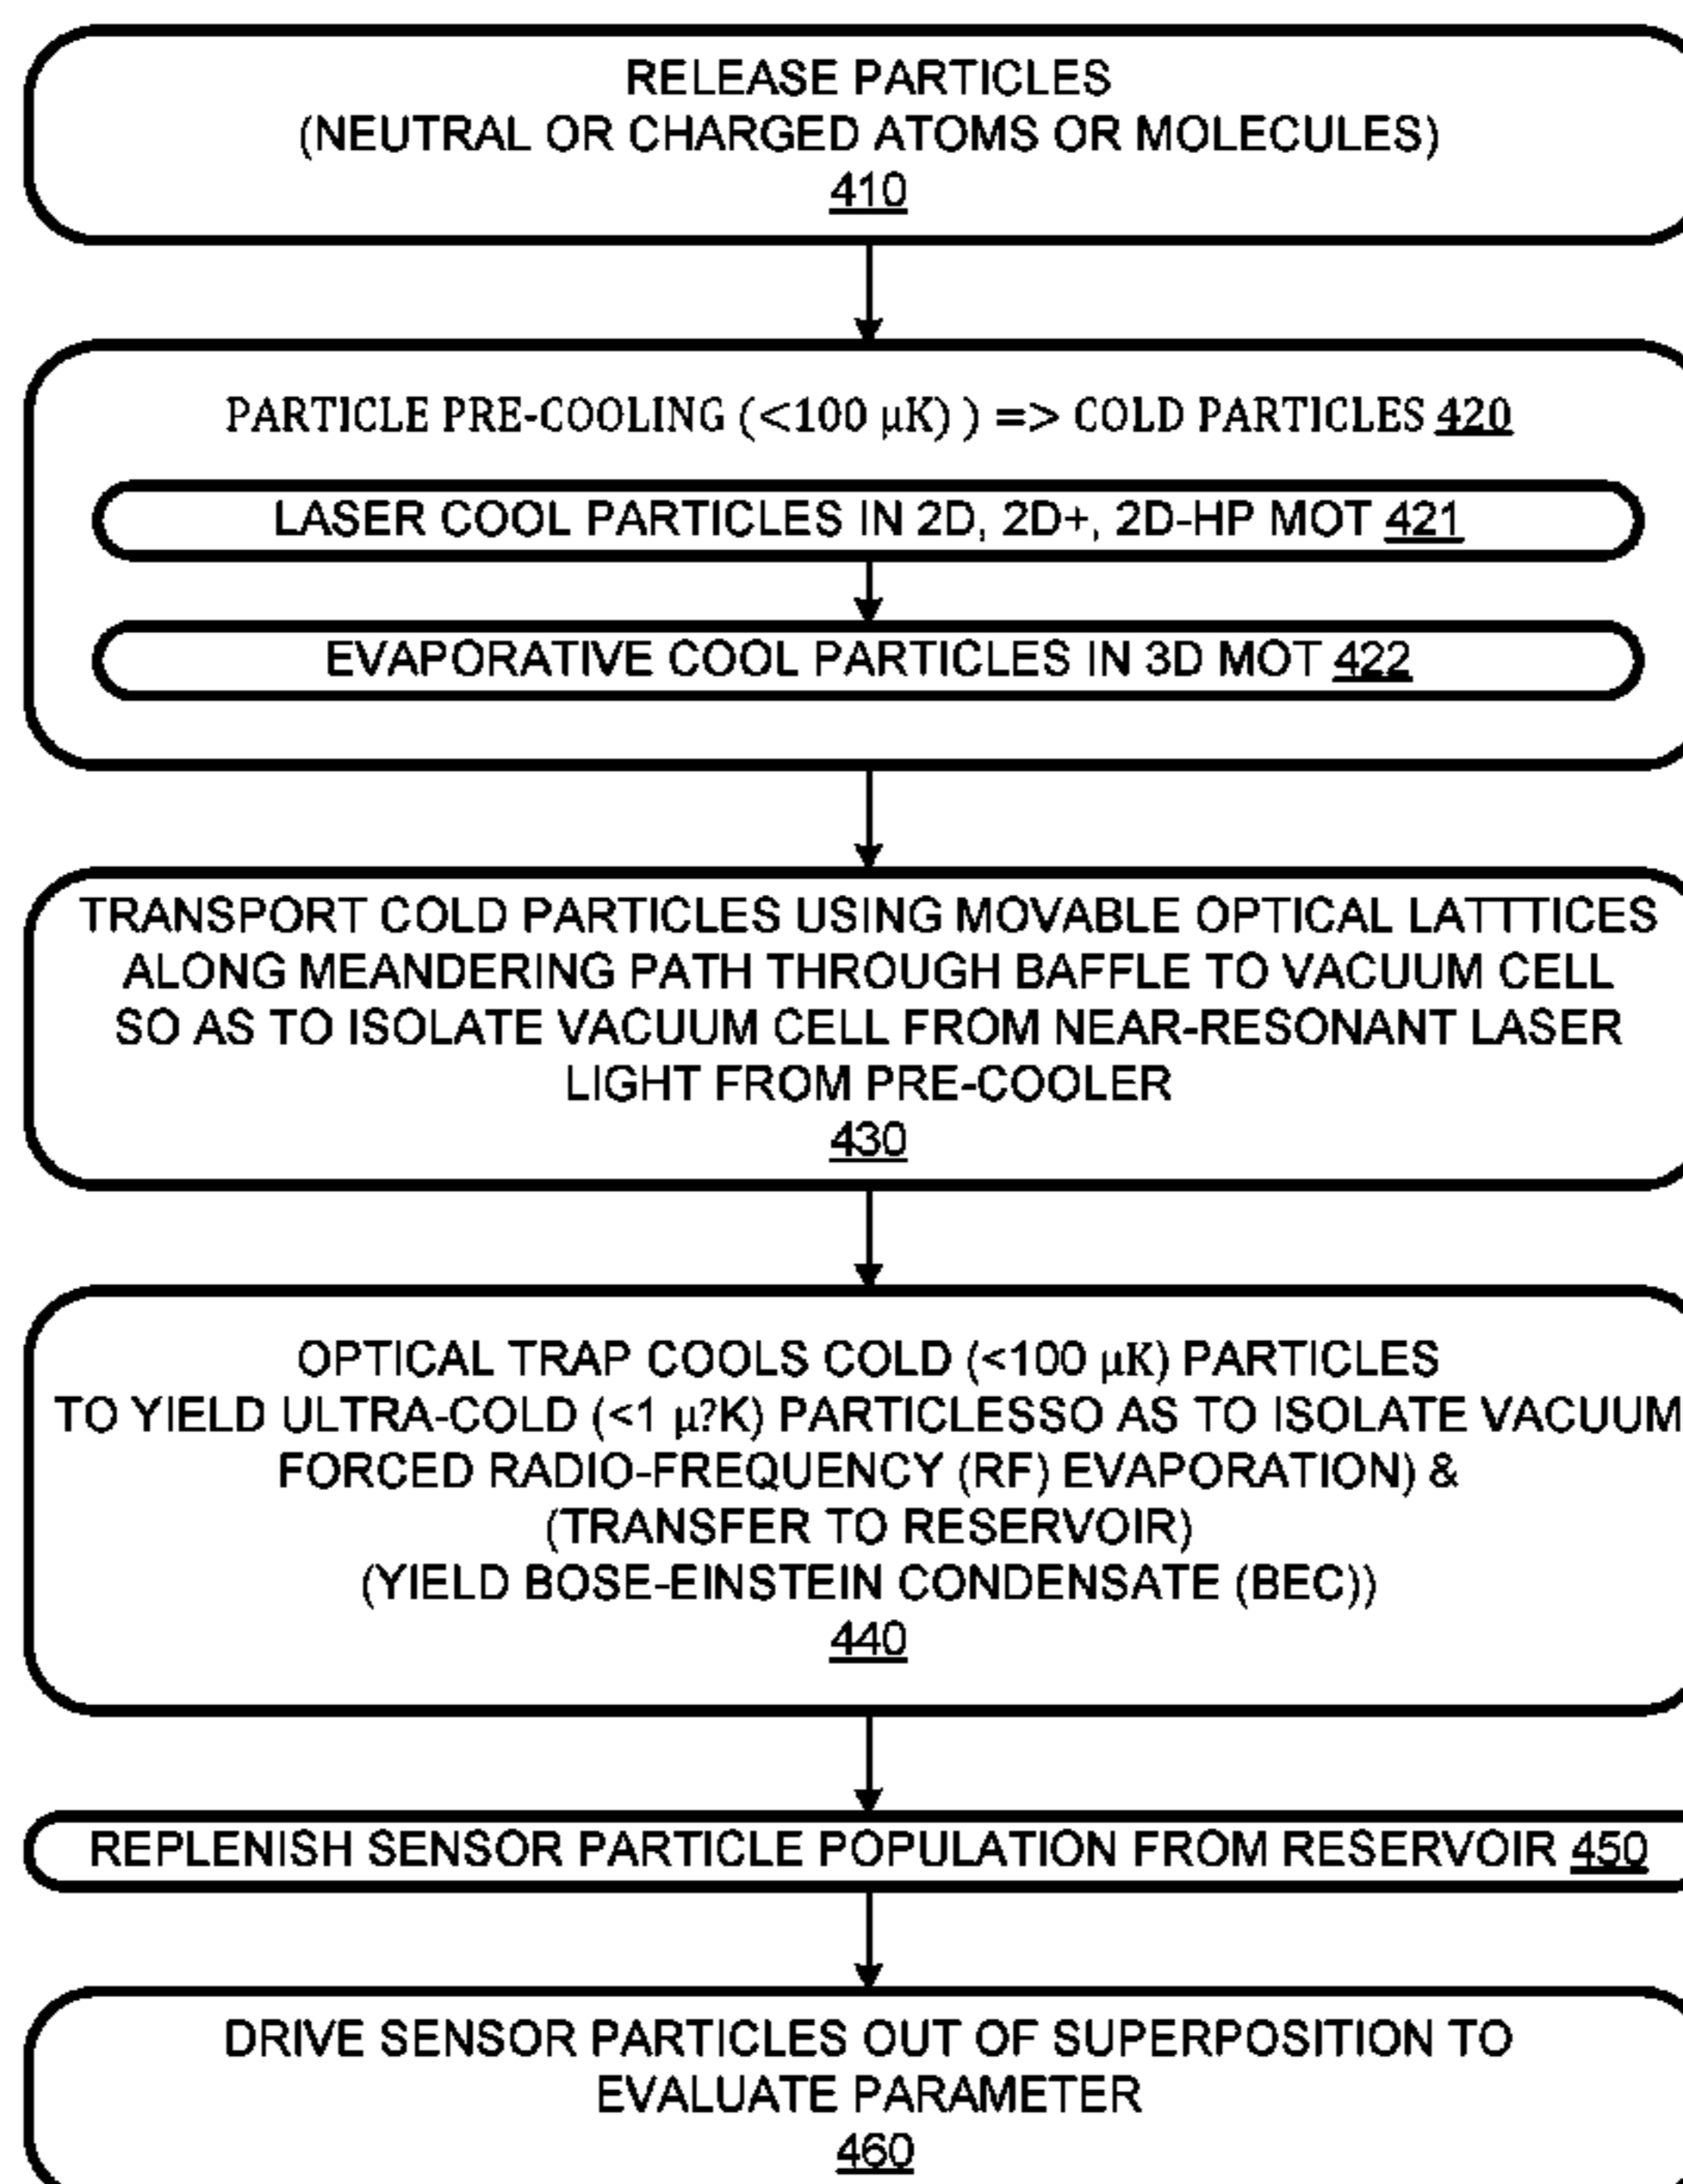 RELEASE PARTICLES
(NEUTRAL OR CHARGED ATOMS OR MOLECULES)
410
PARTICLE PRE-COOLING (<100 μK) ) => COLD PARTICLES 420
LASER COOL PARTICLES IN 2D, 2D+, 2D-HP MOT 421
EVAPORATIVE COOL PARTICLES IN 3D MOT 422
TRANSPORT COLD PARTICLES USING MOVABLE OPTICAL LATTTICES
ALONG MEANDERING PATH THROUGH BAFFLE TO VACUUM CELL
SO AS TO ISOLATE VACUUM CELL FROM NEAR-RESONANT LASER
LIGHT FROM PRE-COOLER
430
OPTICAL TRAP COOLS COLD (<100 μK) PARTICLES
TO YIELD ULTRA-COLD (<1 μ?K) PARTICLESSO AS TO ISOLATE VACUUM
FORCED RADIO-FREQUENCY (RF) EVAPORATION) &
(TRANSFER TO RESERVOIR)
(YIELD BOSE-EINSTEIN CONDENSATE (BEC))
440
REPLENISH SENSOR PARTICLE POPULATION FROM RESERVOIR 450
DRIVE SENSOR PARTICLES OUT OF SUPERPOSITION TO
EVALUATE PARAMETER
460